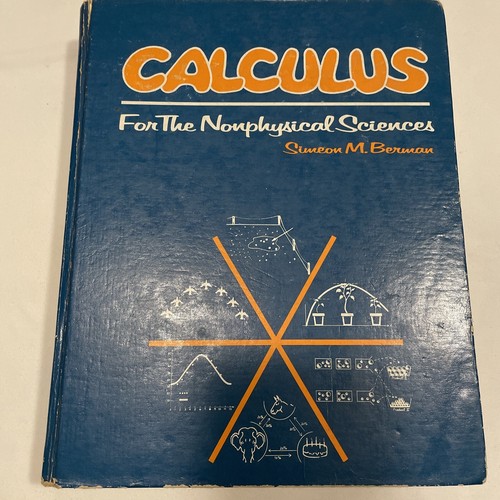 CALCULUS
For The Nonphysical Sciences
Simeon M. Berman